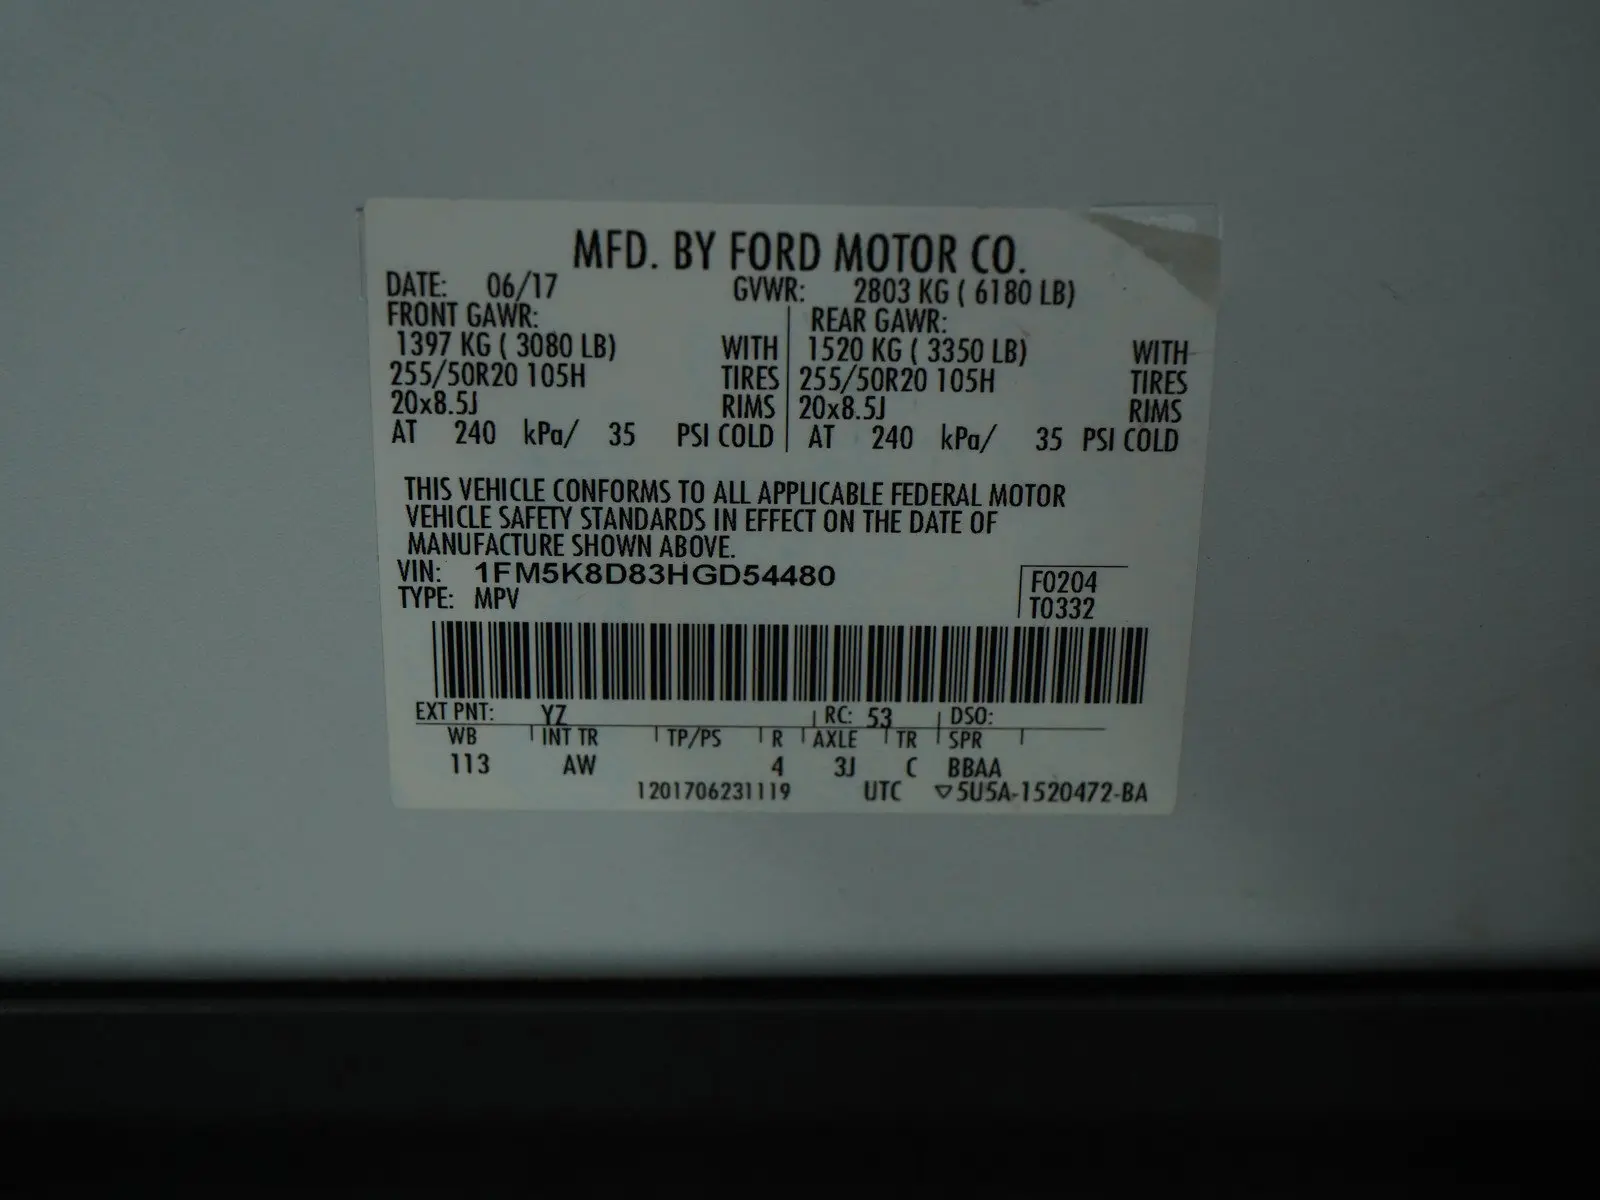 MFD. BY FORD MOTOR CO.
DATE: 06/17 GVWR: 2803 KG ( 6180 LB)
FRONT GAWR: REAR GAWR:
1397 KG ( 3080 LB) WITH 1520 KG ( 3350 LB) WITH
255/50R20 105H TIRES 255/50R20 105H TIRES
20x8.5J RIMS 20x8.5J RIMS
AT 240 kPa/ 35 PSI COLD AT 240 kPa/ 35 PSI COLD
THIS VEHICLE CONFORMS TO ALL APPLICABLE FEDERAL MOTOR
VEHICLE SAFETY STANDARDS IN EFFECT ON THE DATE OF
MANUFACTURE SHOWN ABOVE.
VIN: 1FM5K8D83HGD54480 F0204
TYPE: MPV T0332
EXT PNT: YZ RC: 53 DSO:
WB INT TR TP/PS R AXLE TR SPR
113 AW 4 3J C BBAA
1201706231119 UTC ▽5U5A-1520472-BA